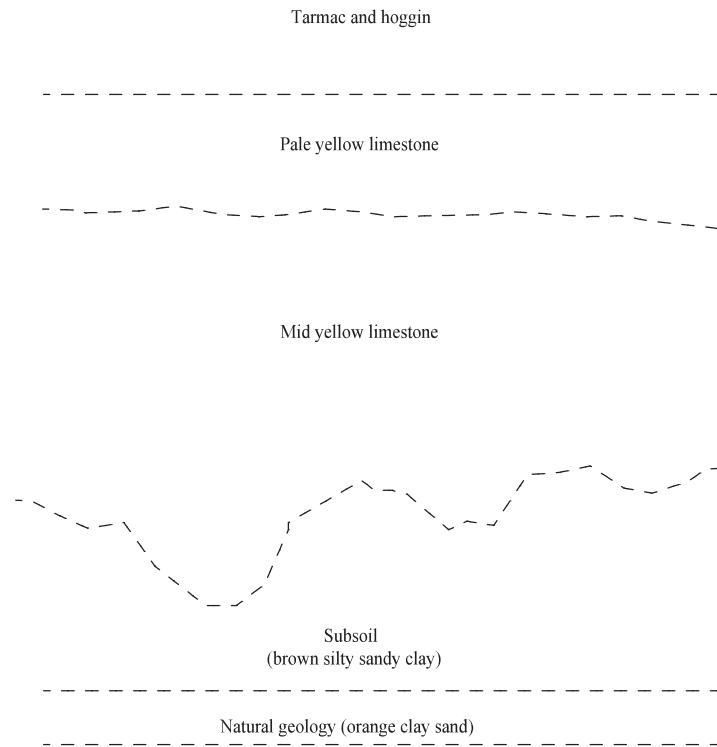 Tarmac and hoggin
Pale yellow limestone
Mid yellow limestone
Subsoil
(brown silty sandy clay)
Natural geology (orange clay sand)